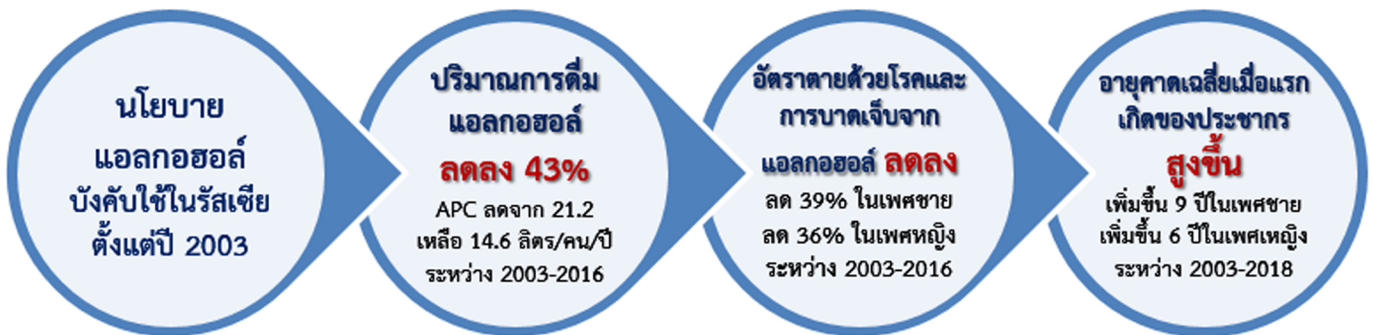 นโยบาย
แอลกอฮอล์
บังคับใช้ในรัสเซีย
ตั้งแต่ปี 2003
ปริมาณการดื่ม
แอลกอฮอล์
ลดลง 43%
APC ลดจาก 21.2
เหลือ 14.6 ลิตร/คน/ปี
ระหว่าง 2003-2016
อัตราตายด้วยโรคและ
การบาดเจ็บจาก
แอลกอฮอล์ ลดลง
ลด 39% ในเพศชาย
ลด 36% ในเพศหญิง
ระหว่าง 2003-2016
อายุคาดเฉลี่ยเมื่อแรก
เกิดของประชากร
สูงขึ้น
เพิ่มขึ้น 9 ปีในเพศชาย
เพิ่มขึ้น 6 ปีในเพศเหญิง
ระหว่าง 2003-2018